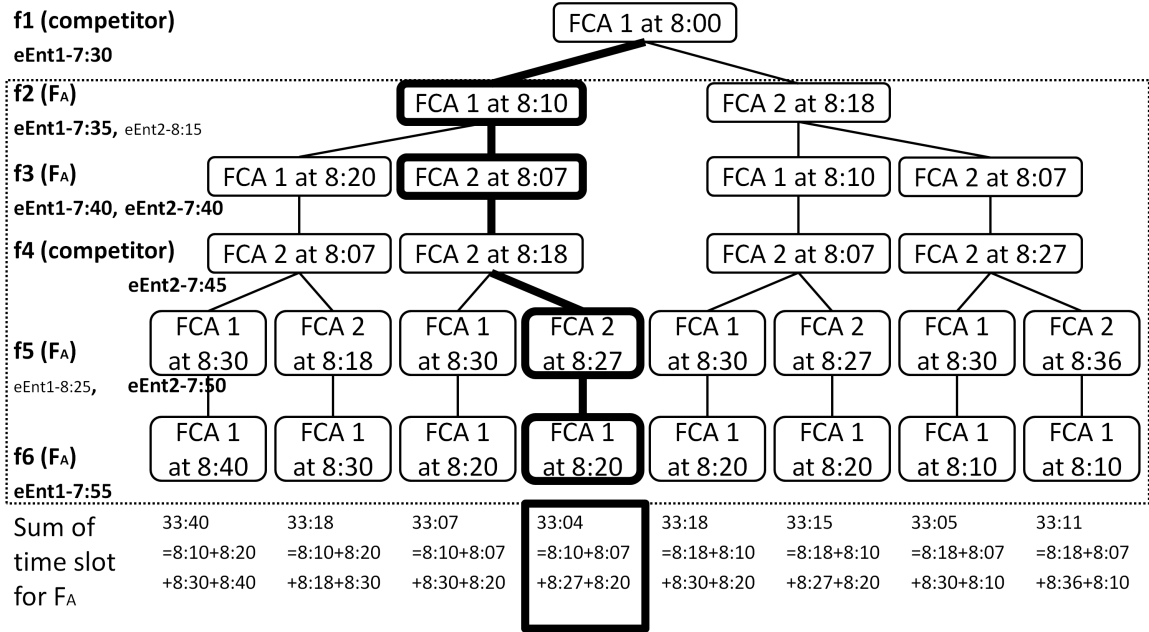 f1 (competitor)
FCA 1 at 8:00
eEnt1-7:30
f2 (FA)
FCA 1 at 8:10
FCA 2 at 8:18
eEnt1-7:35, eEnt2-8:15
f3 (FA)
FCA 1 at 8:20
FCA 2 at 8:07
FCA 1 at 8:10
FCA 2 at 8:07
eEnt1-7:40, eEnt2-7:40
f4 (competitor)
FCA 2 at 8:07
FCA 2 at 8:18
FCA 2 at 8:07
FCA 2 at 8:27
eEnt2-7:45
f5 (FA)
FCA 1
at 8:30
FCA 2
at 8:18
FCA 1
at 8:30
FCA 2
at 8:27
FCA 1
at 8:30
FCA 2
at 8:27
FCA 1
at 8:30
FCA 2
at 8:36
eEnt1-8:25, eEnt2-7:50
f6 (FA)
FCA 1
at 8:40
FCA 1
at 8:30
FCA 1
at 8:20
FCA 1
at 8:20
FCA 1
at 8:20
FCA 1
at 8:20
FCA 1
at 8:10
FCA 1
at 8:10
eEnt1-7:55
Sum of
time slot
for FA
33:40
=8:10+8:20
+8:30+8:40
33:18
=8:10+8:20
+8:18+8:30
33:07
=8:10+8:07
+8:30+8:20
33:04
=8:10+8:07
+8:27+8:20
33:18
=8:18+8:10
+8:30+8:20
33:15
=8:18+8:10
+8:27+8:20
33:05
=8:18+8:07
+8:30+8:10
33:11
=8:18+8:07
+8:36+8:10